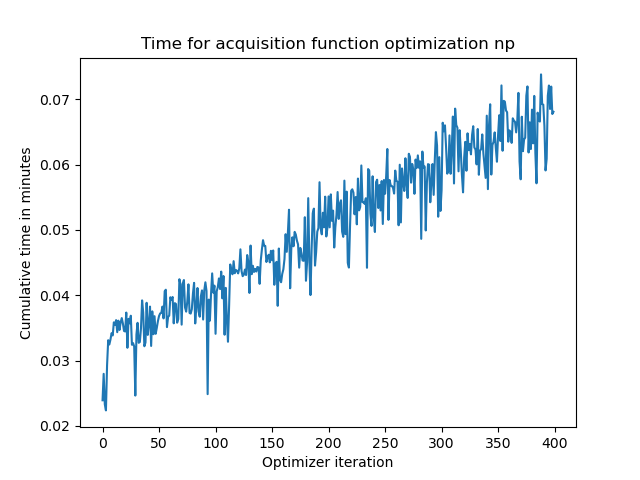 Time for acquisition function optimization np
0.07
0.06
0.05
0.04
0.03
0.02
Cumulative time in minutes
0 50 100 150 200 250 300 350 400
Optimizer iteration